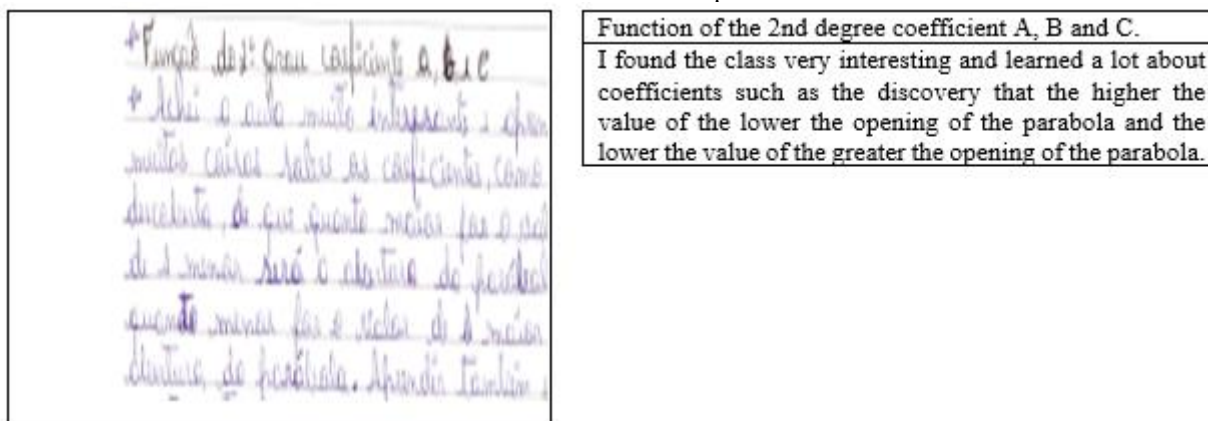 Função do 2º Grau coeficiente a, b e c
Achei a aula muito interessante e apren
muitas coisas sobre os coeficientes, como
descoberta, de que quanto maior for o val
de menor será a abertura da parábol
quanto menor for o valor de maior
abertura da parábola. Aprendi também
Function of the 2nd degree coefficient A, B and C.
I found the class very interesting and learned a lot about
coefficients such as the discovery that the higher the
value of the lower the opening of the parabola and the
lower the value of the greater the opening of the parabola.